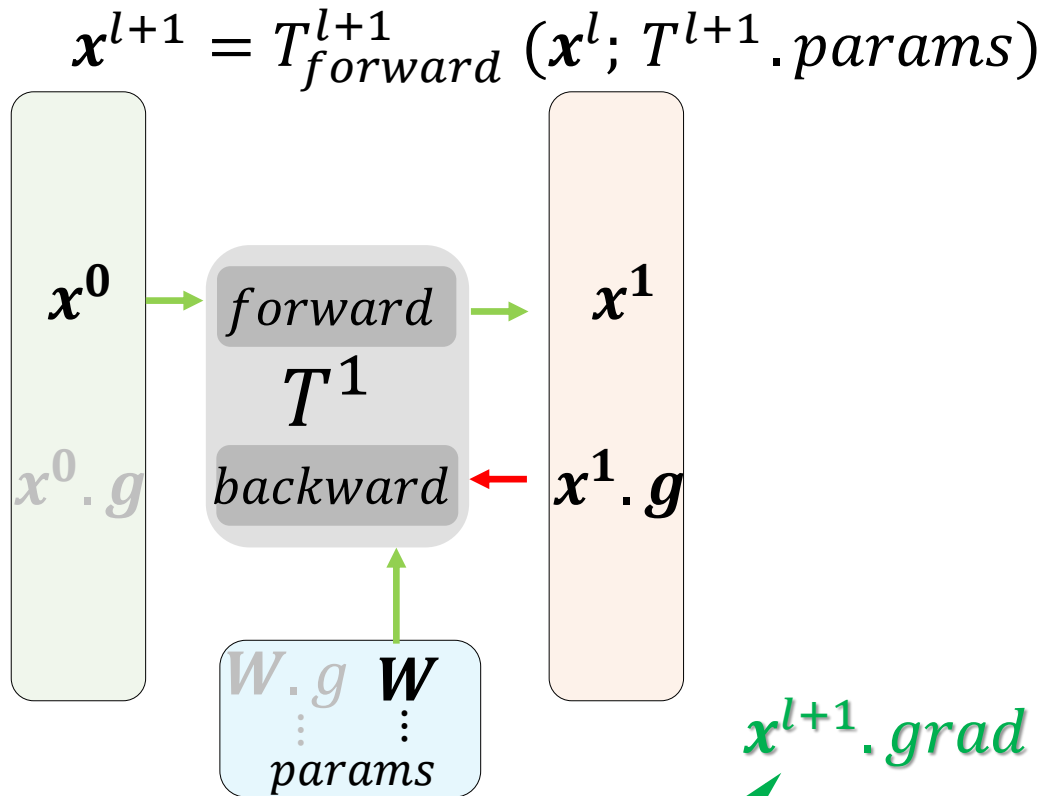 x^{l+1} = T^{l+1}_{forward} (x^l; T^{l+1}.params)
x^0
forward
x^1
T^1
x^0.g
backward
x^1.g
W.g W
⋮ ⋮
params
x^{l+1}.grad